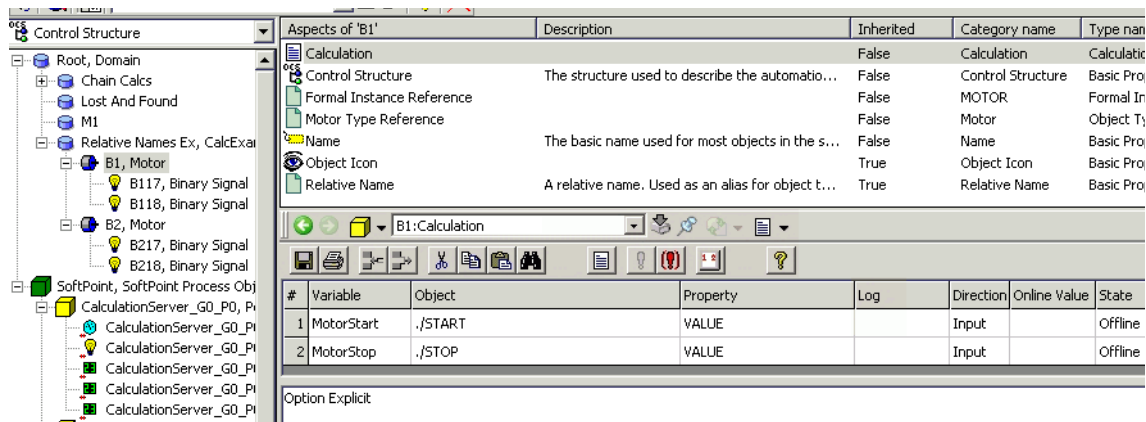 Control Structure
Root, Domain
Chain Calcs
Lost And Found
M1
Relative Names Ex, CalcExa
B1, Motor
B117, Binary Signal
B118, Binary Signal
B2, Motor
B217, Binary Signal
B218, Binary Signal
SoftPoint, SoftPoint Process Obj
CalculationServer_G0_P0, P
CalculationServer_G0_P
CalculationServer_G0_P
CalculationServer_G0_P
CalculationServer_G0_P
CalculationServer_G0_P
Aspects of 'B1' Description Inherited Category name Type nam
Calculation False Calculation Calculatio
Control Structure The structure used to describe the automatio... False Control Structure Basic Pro
Formal Instance Reference False MOTOR Formal In
Motor Type Reference False Motor Object Ty
Name The basic name used for most objects in the s... False Name Basic Pro
Object Icon True Object Icon Basic Pro
Relative Name A relative name. Used as an alias for object t... True Relative Name Basic Pro
B1:Calculation
# Variable Object Property Log Direction Online Value State
1 MotorStart ./START VALUE Input Offline
2 MotorStop ./STOP VALUE Input Offline
Option Explicit